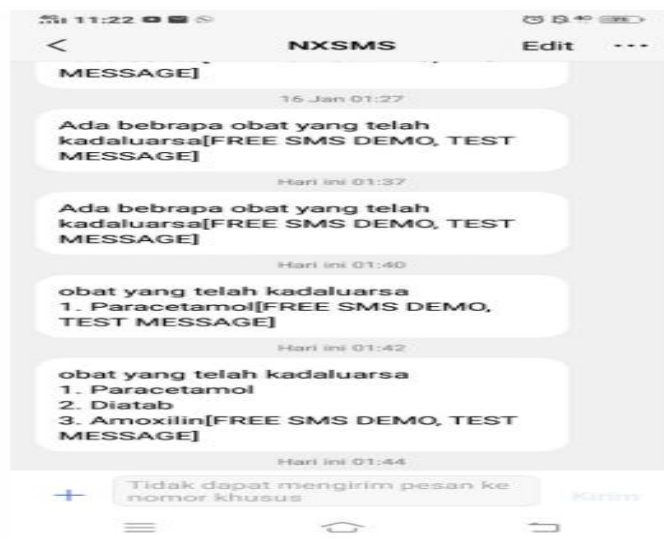 11:22
NXSMS
Edit
MESSAGE]
16 Jan 01:27
Ada bebrapa obat yang telah
kadaluarsa[FREE SMS DEMO, TEST
MESSAGE]
Hari ini 01:37
Ada bebrapa obat yang telah
kadaluarsa[FREE SMS DEMO, TEST
MESSAGE]
Hari ini 01:40
obat yang telah kadaluarsa
1. Paracetamol[FREE SMS DEMO,
TEST MESSAGE]
Hari ini 01:42
obat yang telah kadaluarsa
1. Paracetamol
2. Diatab
3. Amoxilin[FREE SMS DEMO, TEST
MESSAGE]
Hari ini 01:44
Tidak dapat mengirim pesan ke
nomor khusus
Kirim